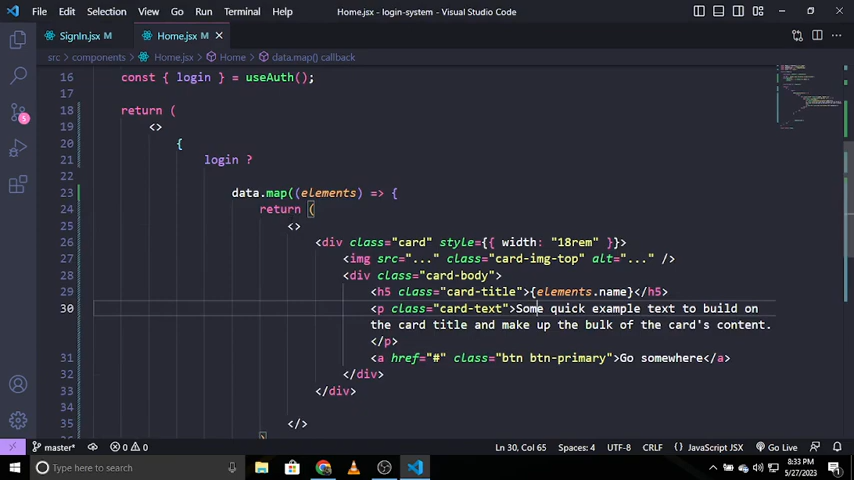 File Edit Selection View Go Run Terminal Help Home.jsx - login-system - Visual Studio Code
SignIn.jsx M Home.jsx M
src > components > Home.jsx > Home > data.map() callback
16 const { login } = useAuth();
17
18 return (
19 <>
20 {
21 login ?
22
23 data.map((elements) => {
24 return (
25 <>
26 <div class="card" style={{ width: "18rem" }}>
27 <img src="..." class="card-img-top" alt="..." />
28 <div class="card-body">
29 <h5 class="card-title">{elements.name}</h5>
30 <p class="card-text">Some quick example text to build on
the card title and make up the bulk of the card's content.
</p>
31 <a href="#" class="btn btn-primary">Go somewhere</a>
32 </div>
33 </div>
34
35 </>
5
master* 0 0 Ln 30, Col 65 Spaces: 4 UTF-8 CRLF { } JavaScript JSX Go Live
Type here to search
8:33 PM
5/27/2023